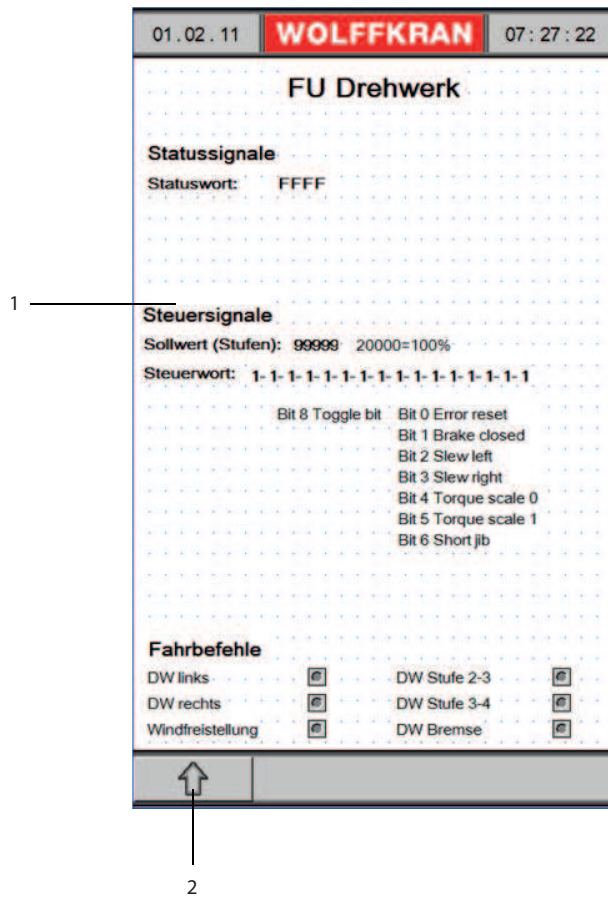 01.02.11 WOLFFKRAN 07:27:22
FU Drehwerk
Statussignale
Statuswort: FFFF
1
Steuersignale
Sollwert (Stufen): 99999 20000=100%
Steuerwort: 1-1-1-1-1-1-1-1-1-1-1-1-1-1-1-1
Bit 8 Toggle bit Bit 0 Error reset
Bit 1 Brake closed
Bit 2 Slew left
Bit 3 Slew right
Bit 4 Torque scale 0
Bit 5 Torque scale 1
Bit 6 Short jib
Fahrbefehle
DW links DW Stufe 2-3
DW rechts DW Stufe 3-4
Windfreistellung DW Bremse
2